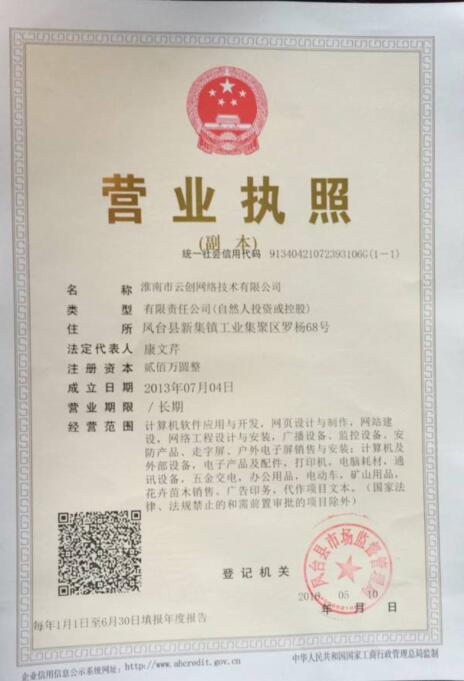 营业执照
(副 本)
统一社会信用代码 91340421072393106G(1-1)
名 称 淮南市云创网络技术有限公司
类 型 有限责任公司(自然人投资或控股)
住 所 凤台县新集镇工业集聚区罗杨68号
法定代表人 康文芹
注册资本 贰佰万圆整
成立日期 2013年07月04日
营业期限 / 长期
经营范围 计算机软件应用与开发，网页设计与制作，网站建
设，网络工程设计与安装，广播设备、监控设备、安
防产品、走字屏、户外电子屏销售与安装；计算机及
外部设备，电子产品及配件，打印机，电脑耗材，通
讯设备，五金交电，办公用品，电动车，矿山用品，
花卉苗木销售。广告印务，代作项目文本。（国家法
律、法规禁止的和需前置审批的项目除外）
凤台县市场监督管理局
登记机关
2016 05 10
年 月 日
每年1月1日至6月30日填报年度报告
企业信用信息公示系统网址：http://www.ahcredit.gov.cn
中华人民共和国国家工商行政管理总局监制